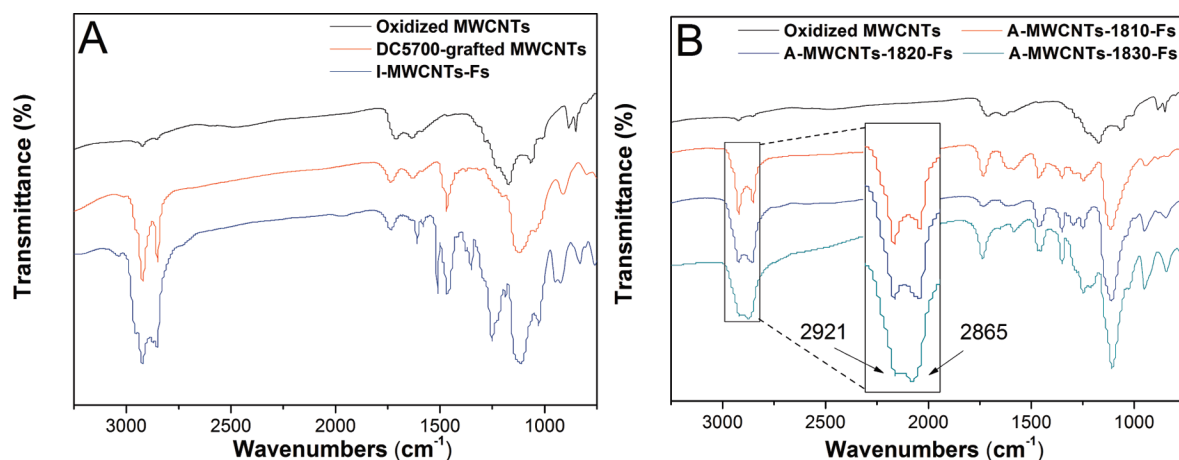 A
Oxidized MWCNTs
DC5700-grafted MWCNTs
I-MWCNTs-Fs
Transmittance (%)
3000 2500 2000 1500 1000
Wavenumbers (cm⁻¹)
B
Oxidized MWCNTs A-MWCNTs-1810-Fs
A-MWCNTs-1820-Fs A-MWCNTs-1830-Fs
Transmittance (%)
2921 2865
3000 2500 2000 1500 1000
Wavenumbers (cm⁻¹)